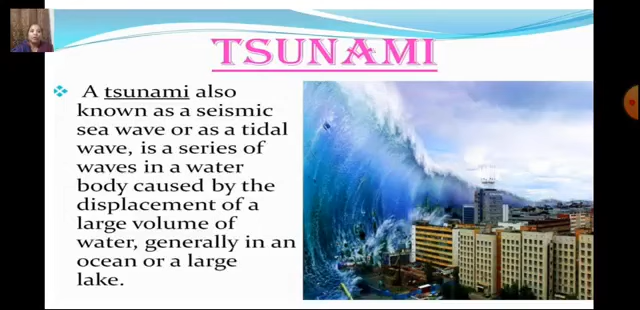 TSUNAMI
A tsunami also
known as a seismic
sea wave or as a tidal
wave, is a series of
waves in a water
body caused by the
displacement of a
large volume of
water, generally in an
ocean or a large
lake.